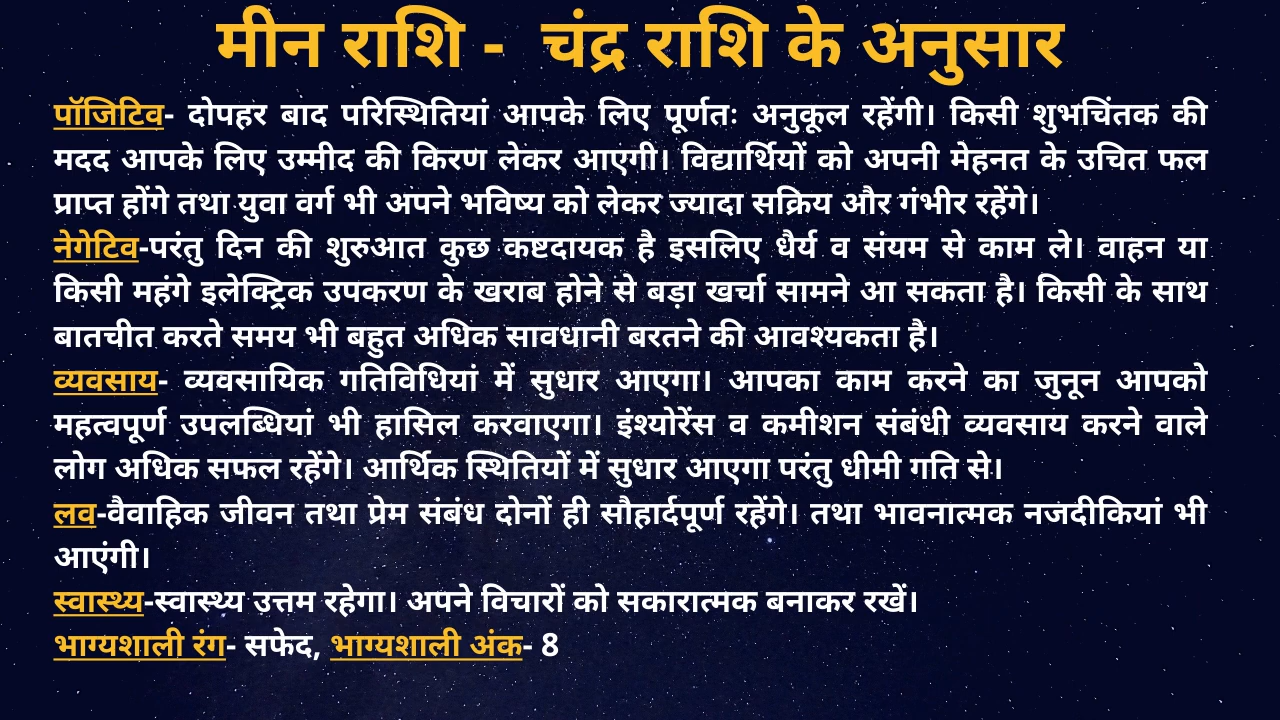 मीन राशि - चंद्र राशि के अनुसार
पॉजिटिव- दोपहर बाद परिस्थितियां आपके लिए पूर्णतः अनुकूल रहेंगी। किसी शुभचिंतक की
मदद आपके लिए उम्मीद की किरण लेकर आएगी। विद्यार्थियों को अपनी मेहनत के उचित फल
प्राप्त होंगे तथा युवा वर्ग भी अपने भविष्य को लेकर ज्यादा सक्रिय और गंभीर रहेंगे।
नेगेटिव-परंतु दिन की शुरुआत कुछ कष्टदायक है इसलिए धैर्य व संयम से काम ले। वाहन या
किसी महंगे इलेक्ट्रिक उपकरण के खराब होने से बड़ा खर्चा सामने आ सकता है। किसी के साथ
बातचीत करते समय भी बहुत अधिक सावधानी बरतने की आवश्यकता है।
व्यवसाय- व्यवसायिक गतिविधियां में सुधार आएगा। आपका काम करने का जुनून आपको
महत्वपूर्ण उपलब्धियां भी हासिल करवाएगा। इंश्योरेंस व कमीशन संबंधी व्यवसाय करने वाले
लोग अधिक सफल रहेंगे। आर्थिक स्थितियों में सुधार आएगा परंतु धीमी गति से।
लव-वैवाहिक जीवन तथा प्रेम संबंध दोनों ही सौहार्दपूर्ण रहेंगे। तथा भावनात्मक नजदीकियां भी
आएंगी।
स्वास्थ्य-स्वास्थ्य उत्तम रहेगा। अपने विचारों को सकारात्मक बनाकर रखें।
भाग्यशाली रंग- सफेद, भाग्यशाली अंक- 8